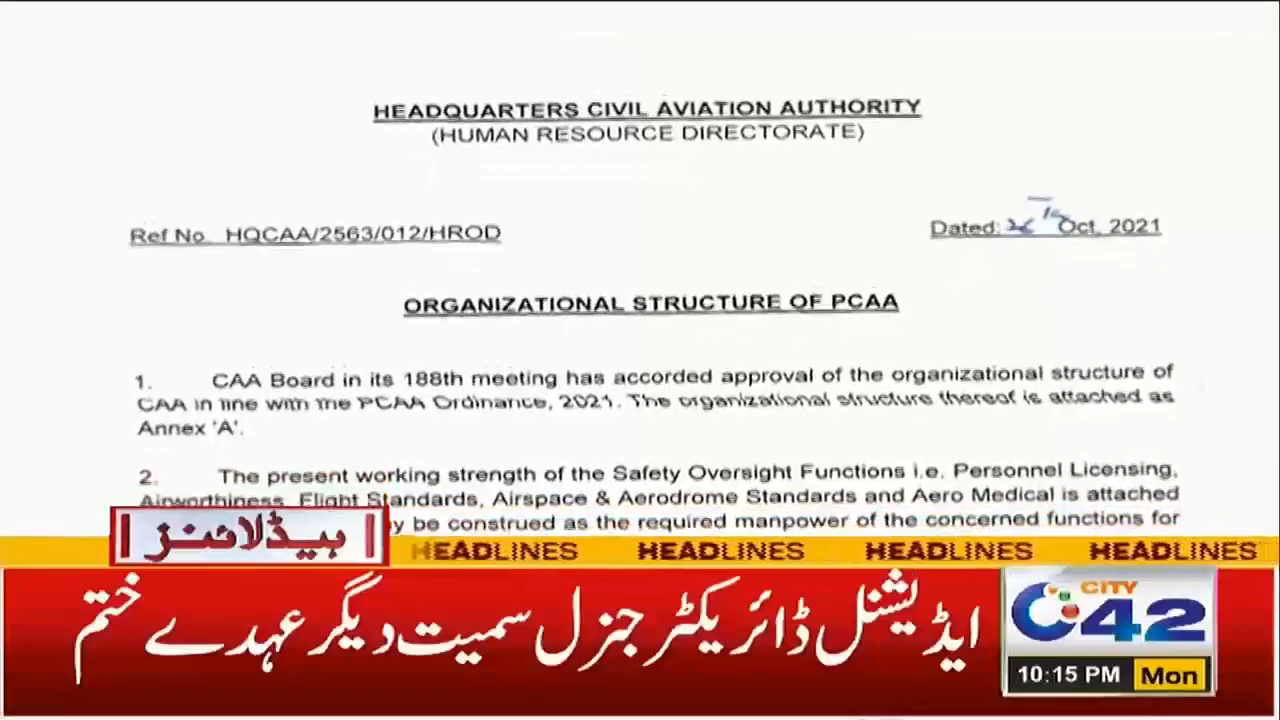 HEADQUARTERS CIVIL AVIATION AUTHORITY
(HUMAN RESOURCE DIRECTORATE)
Ref No. HQCAA/2563/012/HROD
Dated: 26 Oct, 2021
ORGANIZATIONAL STRUCTURE OF PCAA
1. CAA Board in its 188th meeting has accorded approval of the organizational structure of
CAA in line with the PCAA Ordinance, 2021. The organizational structure thereof is attached as
Annex 'A'.
2. The present working strength of the Safety Oversight Functions i.e. Personnel Licensing,
Airworthiness, Flight Standards, Airspace & Aerodrome Standards and Aero Medical is attached
be construed as the required manpower of the concerned functions for
ہیڈلائنز
HEADLINES HEADLINES HEADLINES HEADLINES
ایڈیشنل ڈائریکٹر جنرل سمیت دیگر عہدے ختم
CITY
42
10:15 PM Mon